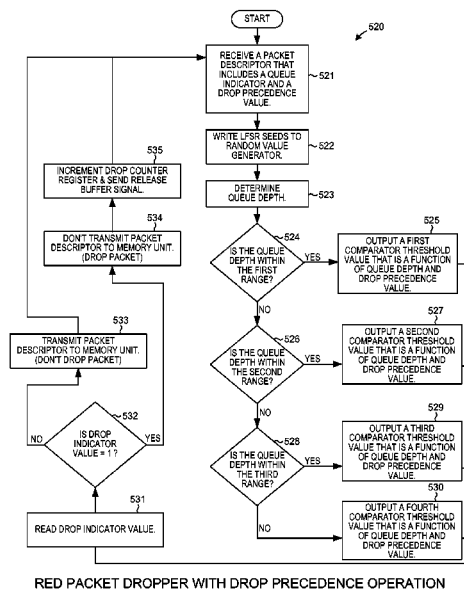 START
520
RECEIVE A PACKET
DESCRIPTOR THAT
INCLUDES A QUEUE
INDICATOR AND A
DROP PRECEDENCE
VALUE.
521
WRITE LFSR SEEDS TO
RANDOM VALUE
GENERATOR.
522
DETERMINE
QUEUE DEPTH.
523
524
IS THE QUEUE
DEPTH WITHIN
THE FIRST
RANGE?
YES
NO
525
OUTPUT A FIRST
COMPARATOR THRESHOLD
VALUE THAT IS A FUNCTION
OF QUEUE DEPTH AND
DROP PRECEDENCE
VALUE.
526
IS THE QUEUE
DEPTH WITHIN
THE SECOND
RANGE?
YES
NO
527
OUTPUT A SECOND
COMPARATOR THRESHOLD
VALUE THAT IS A FUNCTION
OF QUEUE DEPTH AND
DROP PRECEDENCE
VALUE.
528
IS THE QUEUE
DEPTH WITHIN
THE THIRD
RANGE?
YES
NO
529
OUTPUT A THIRD
COMPARATOR THRESHOLD
VALUE THAT IS A FUNCTION
OF QUEUE DEPTH AND
DROP PRECEDENCE
VALUE.
530
OUTPUT A FOURTH
COMPARATOR THRESHOLD
VALUE THAT IS A FUNCTION
OF QUEUE DEPTH AND
DROP PRECEDENCE
VALUE.
531
READ DROP INDICATOR VALUE.
532
IS DROP
INDICATOR
VALUE = 1 ?
NO
YES
533
TRANSMIT PACKET
DESCRIPTOR TO MEMORY UNIT.
(DON'T DROP PACKET)
534
DON'T TRANSMIT PACKET
DESCRIPTOR TO MEMORY UNIT.
(DROP PACKET)
535
INCREMENT DROP COUNTER
REGISTER & SEND RELEASE
BUFFER SIGNAL.
RED PACKET DROPPER WITH DROP PRECEDENCE OPERATION